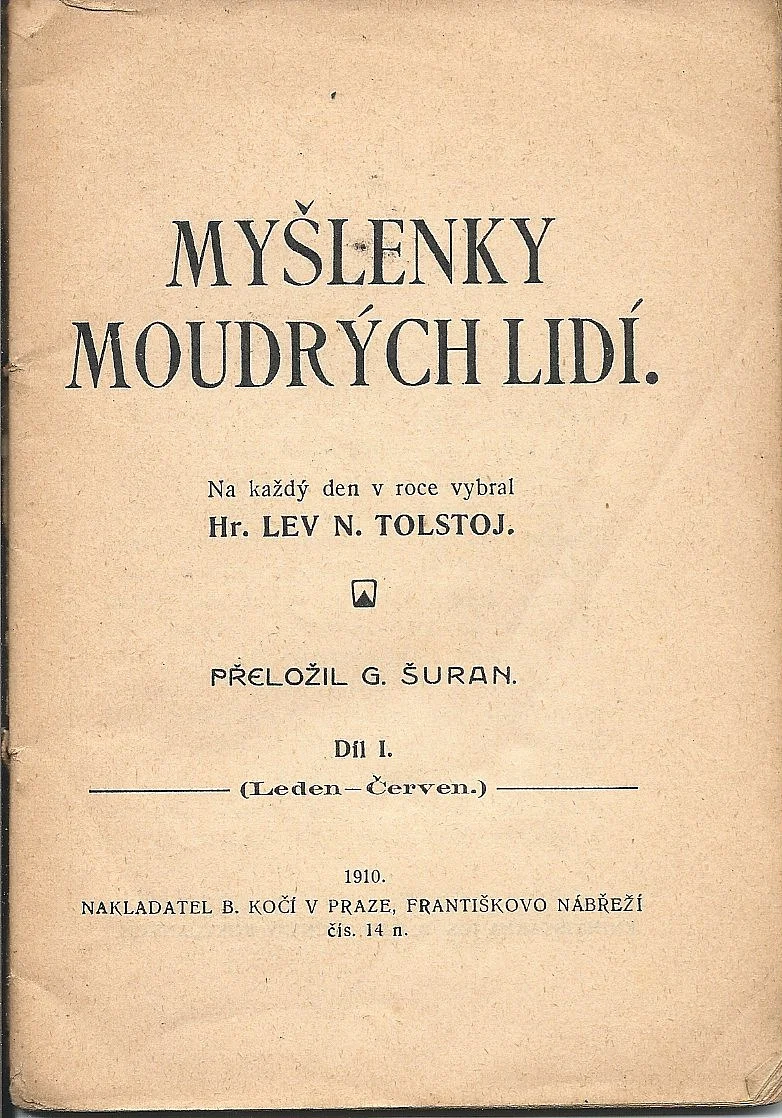 MYŠLENKY
MOUDRÝCH LIDÍ.
Na každý den v roce vybral
Hr. LEV N. TOLSTOJ.
PŘELOŽIL G. ŠURAN.
Díl I.
(Leden—Červen.)
1910.
NAKLADATEL B. KOČÍ V PRAZE, FRANTIŠKOVO NÁBŘEŽÍ
čís. 14 n.